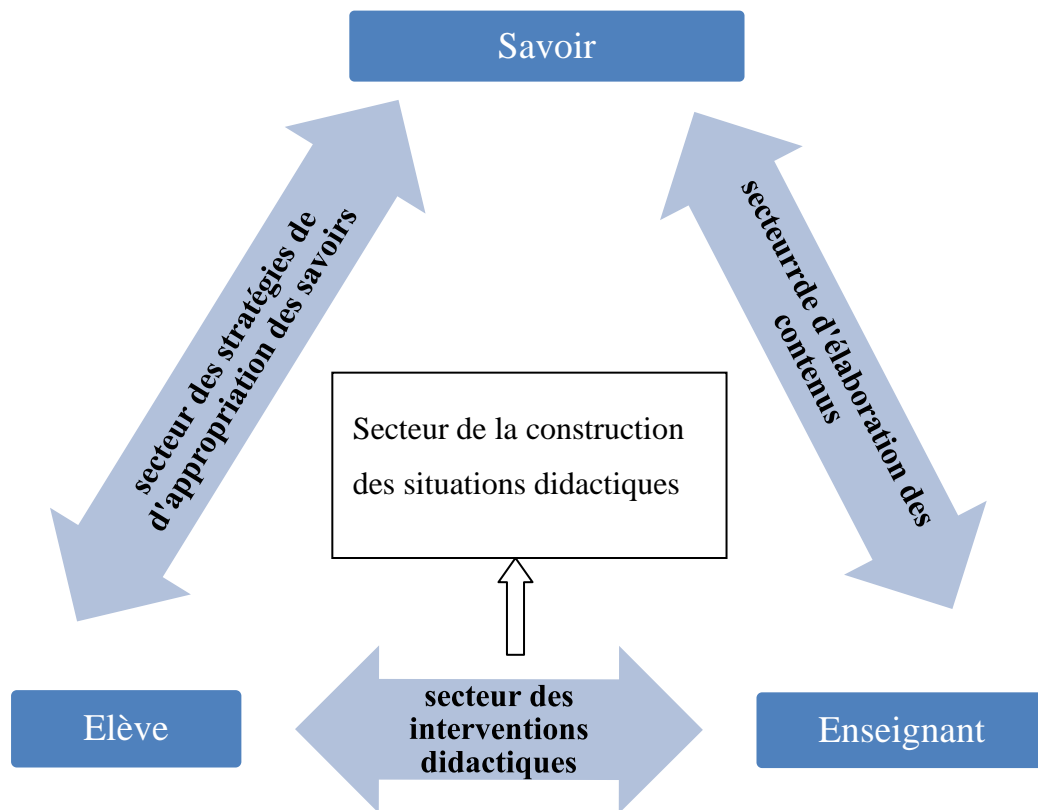 Savoir
secteur des stratégies de
d'appropriation des savoirs
secteurrde d'élaboration des
contenus
Secteur de la construction
des situations didactiques
Elève
secteur des
interventions
didactiques
Enseignant